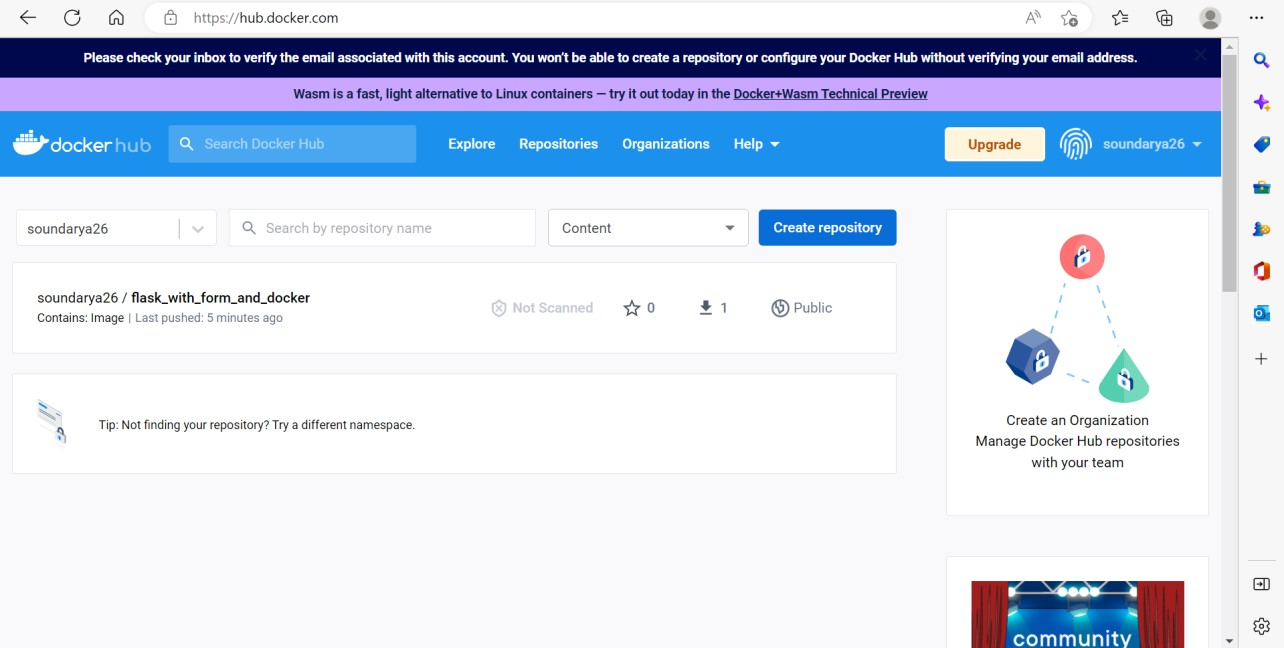 https://hub.docker.com
Please check your inbox to verify the email associated with this account. You won't be able to create a repository or configure your Docker Hub without verifying your email address.
Wasm is a fast, light alternative to Linux containers — try it out today in the Docker+Wasm Technical Preview
dockerhub
Search Docker Hub
Explore
Repositories
Organizations
Help
Upgrade
soundarya26
soundarya26
Search by repository name
Content
Create repository
soundarya26 / flask_with_form_and_docker
Contains: Image | Last pushed: 5 minutes ago
Not Scanned
0
1
Public
Tip: Not finding your repository? Try a different namespace.
Create an Organization
Manage Docker Hub repositories
with your team
community